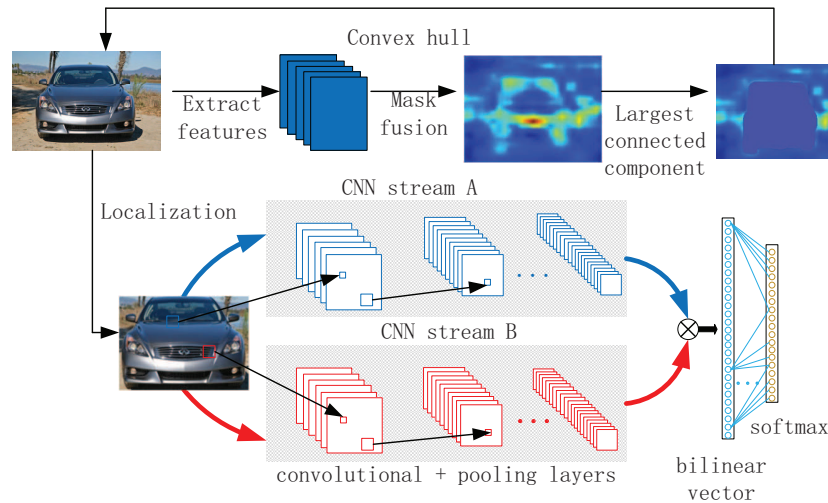 Convex hull
Extract
features
Mask
fusion
Largest
connected
component
CNN stream A
Localization
CNN stream B
convolutional + pooling layers
softmax
bilinear
vector